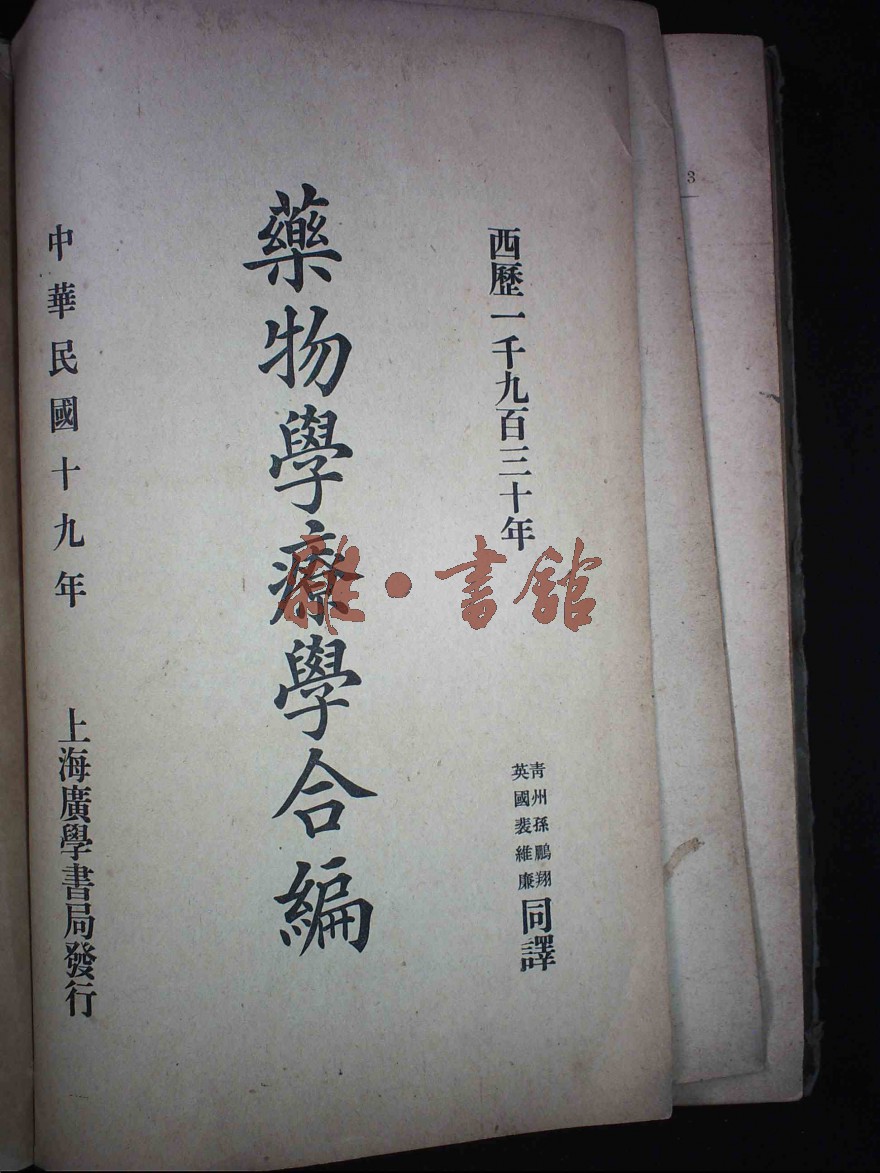 西歷一千九百三十年
青州孫鵬翔
英國裴維廉
同譯
藥物學療學合編
中華民國十九年
上海廣學書局發行
雜·書館
3